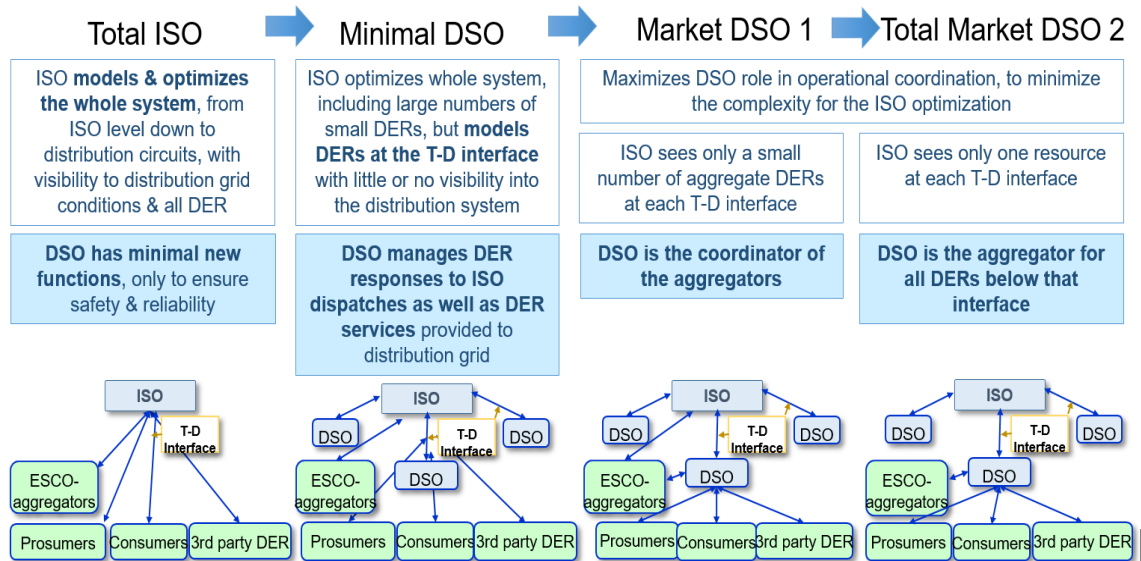 Total ISO
Minimal DSO
Market DSO 1
Total Market DSO 2
ISO models & optimizes
the whole system, from
ISO level down to
distribution circuits, with
visibility to distribution grid
conditions & all DER
ISO optimizes whole system,
including large numbers of
small DERs, but models
DERs at the T-D interface
with little or no visibility into
the distribution system
Maximizes DSO role in operational coordination, to minimize
the complexity for the ISO optimization
ISO sees only a small
number of aggregate DERs
at each T-D interface
ISO sees only one resource
at each T-D interface
DSO has minimal new
functions, only to ensure
safety & reliability
DSO manages DER
responses to ISO
dispatches as well as DER
services provided to
distribution grid
DSO is the coordinator of
the aggregators
DSO is the aggregator for
all DERs below that
interface
ISO
T-D
Interface
ESCO-
aggregators
Prosumers
Consumers
3rd party DER
ISO
DSO
T-D
Interface
DSO
ESCO-
aggregators
DSO
Prosumers
Consumers
3rd party DER
ISO
DSO
T-D
Interface
DSO
ESCO-
aggregators
DSO
Prosumers
Consumers
3rd party DER
ISO
DSO
T-D
Interface
DSO
ESCO-
aggregators
DSO
Prosumers
Consumers
3rd party DER